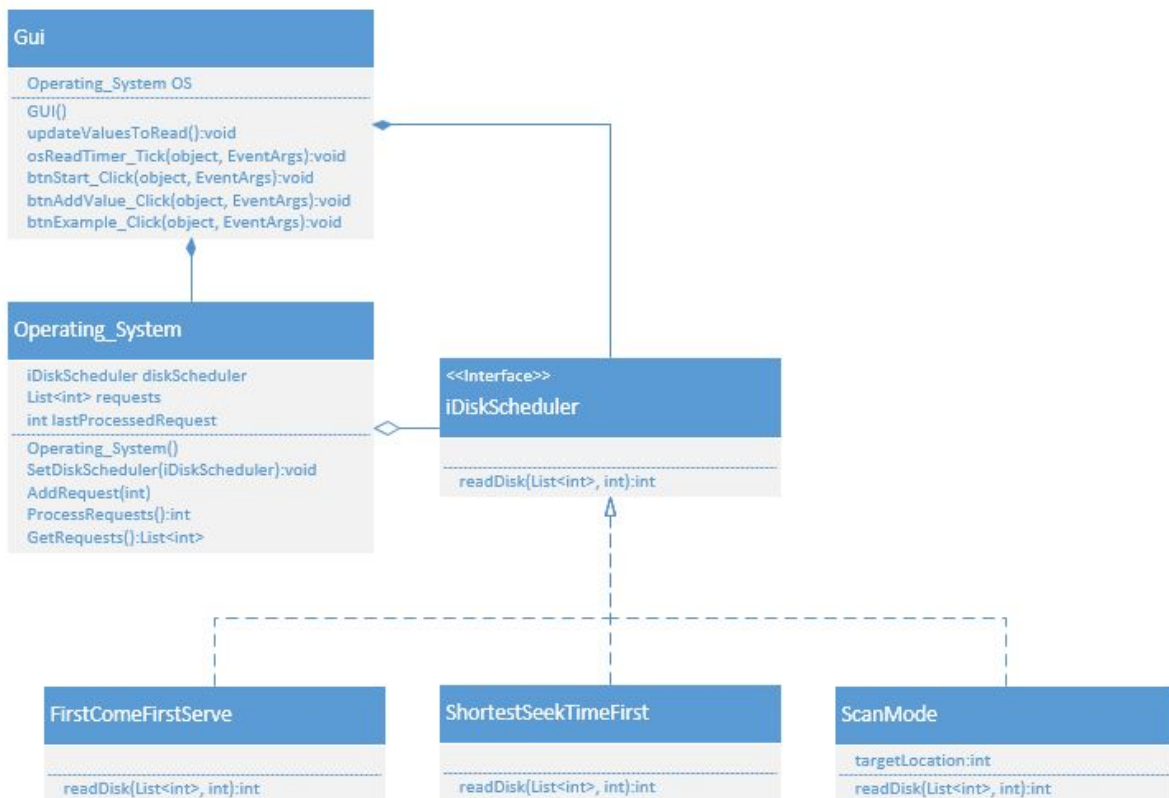 Gui
Operating_System OS
GUI()
updateValuesToRead():void
osReadTimer_Tick(object, EventArgs):void
btnStart_Click(object, EventArgs):void
btnAddValue_Click(object, EventArgs):void
btnExample_Click(object, EventArgs):void
Operating_System
iDiskScheduler diskScheduler
List<int> requests
int lastProcessedRequest
Operating_System()
SetDiskScheduler(iDiskScheduler):void
AddRequest(int)
ProcessRequests():int
GetRequests():List<int>
<<Interface>>
iDiskScheduler
readDisk(List<int>, int):int
FirstComeFirstServe
readDisk(List<int>, int):int
ShortestSeekTimeFirst
readDisk(List<int>, int):int
ScanMode
targetLocation:int
readDisk(List<int>, int):int